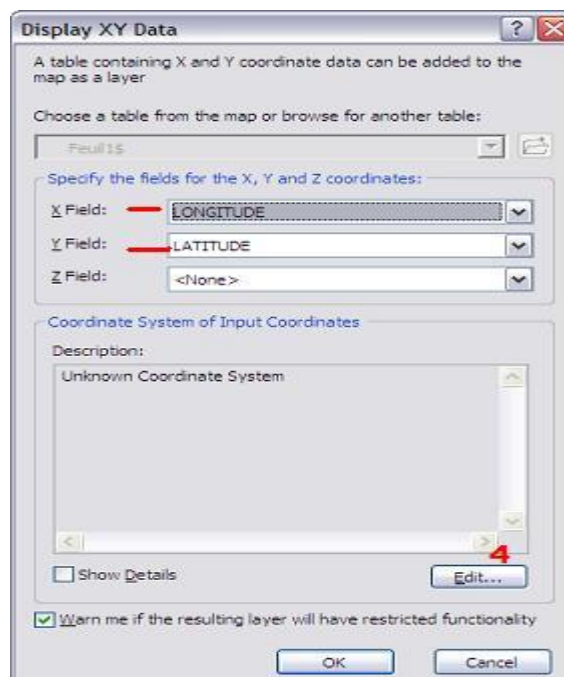 Display XY Data
A table containing X and Y coordinate data can be added to the
map as a layer
Choose a table from the map or browse for another table:
Feuil1$
Specify the fields for the X, Y and Z coordinates:
X Field: LONGITUDE
Y Field: LATITUDE
Z Field: <None>
Coordinate System of Input Coordinates
Description:
Unknown Coordinate System
4
Show Details Edit...
Warn me if the resulting layer will have restricted functionality
OK Cancel